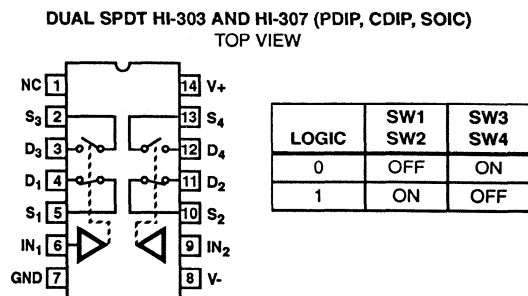 DUAL SPDT HI-303 AND HI-307 (PDIP, CDIP, SOIC)
TOP VIEW
NC 1
14 V+
S3 2
13 S4
D3 3
12 D4
D1 4
11 D2
S1 5
10 S2
IN1 6
9 IN2
GND 7
8 V-
LOGIC SW1 SW2 SW3 SW4
0 OFF ON
1 ON OFF